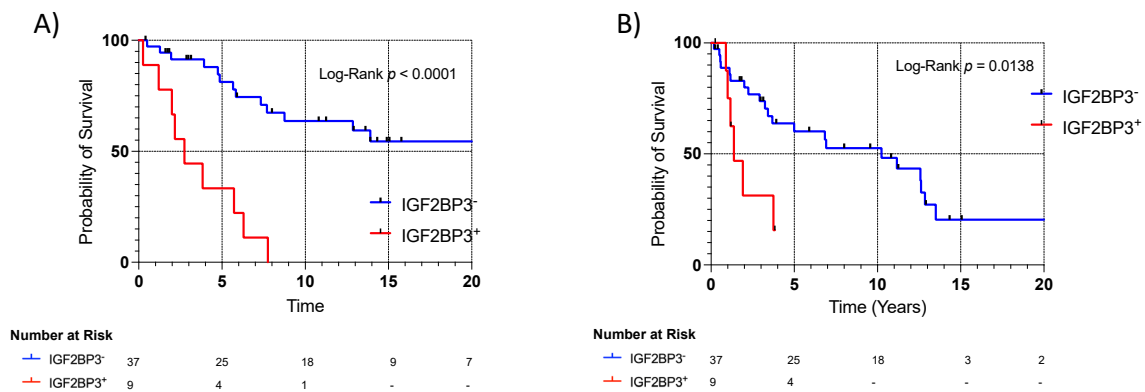 A)
100
50
0
Probability of Survival
Log-Rank p < 0.0001
IGF2BP3-
IGF2BP3+
0 5 10 15 20
Time
Number at Risk
IGF2BP3- 37 25 18 9 7
IGF2BP3+ 9 4 1 - -
B)
100
50
0
Probability of Survival
Log-Rank p = 0.0138
IGF2BP3-
IGF2BP3+
0 5 10 15 20
Time (Years)
Number at Risk
IGF2BP3- 37 25 18 3 2
IGF2BP3+ 9 4 - - -